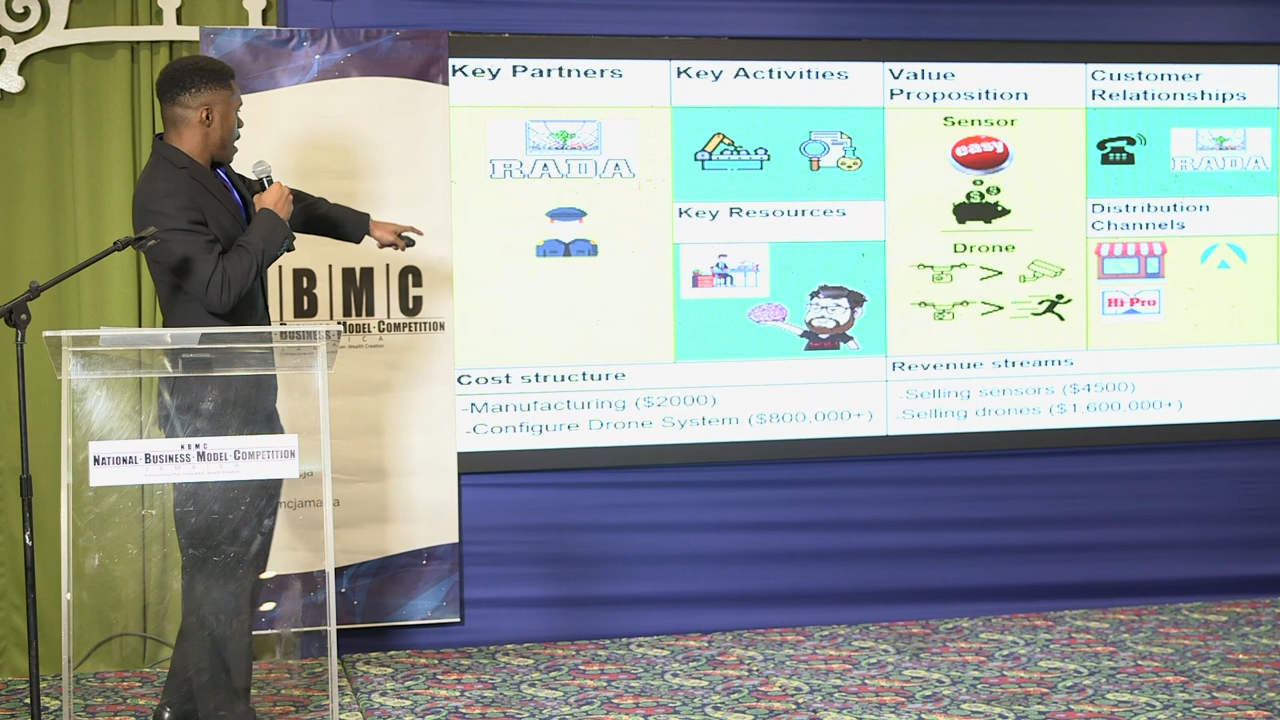 Key Partners
Key Activities
Value
Proposition
Customer
Relationships
Sensor
easy
RADA
RADA
Key Resources
Distribution
Channels
Drone
>
>
Hi-Pro
Cost structure
-Manufacturing ($2000)
-Configure Drone System ($800,000+)
Revenue streams
-Selling sensors ($4500)
-Selling drones ($1,600,000+)
B|M|C
Business·Model·Competition
NBMC
National·Business·Model·Competition
JAMAICA